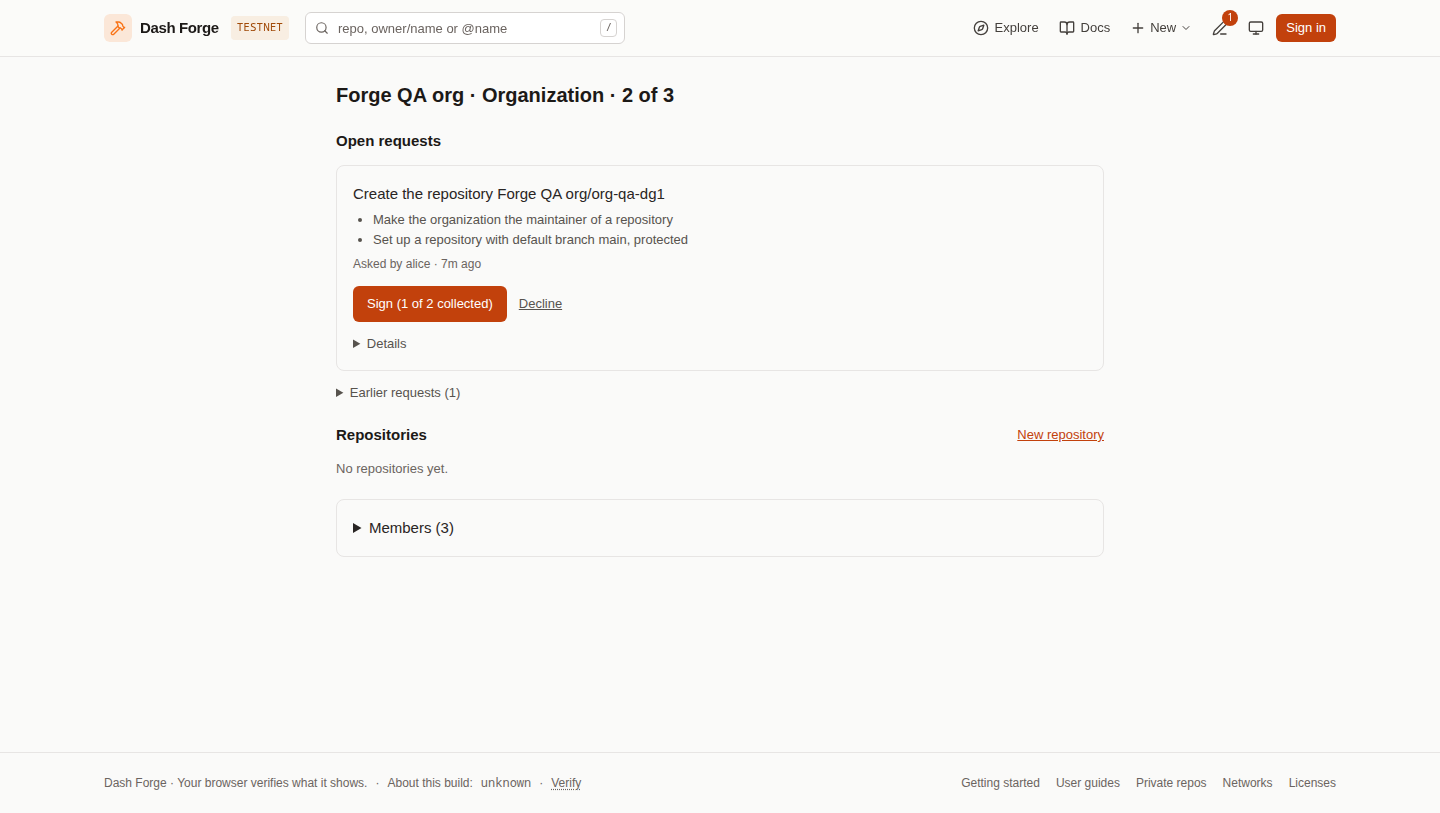 Dash Forge TESTNET repo, owner/name or @name / Explore Docs New 1 Sign in
Forge QA org · Organization · 2 of 3
Open requests
Create the repository Forge QA org/org-qa-dg1
• Make the organization the maintainer of a repository
• Set up a repository with default branch main, protected
Asked by alice · 7m ago
Sign (1 of 2 collected) Decline
Details
Earlier requests (1)
Repositories New repository
No repositories yet.
Members (3)
Dash Forge · Your browser verifies what it shows. · About this build: unknown · Verify Getting started User guides Private repos Networks Licenses